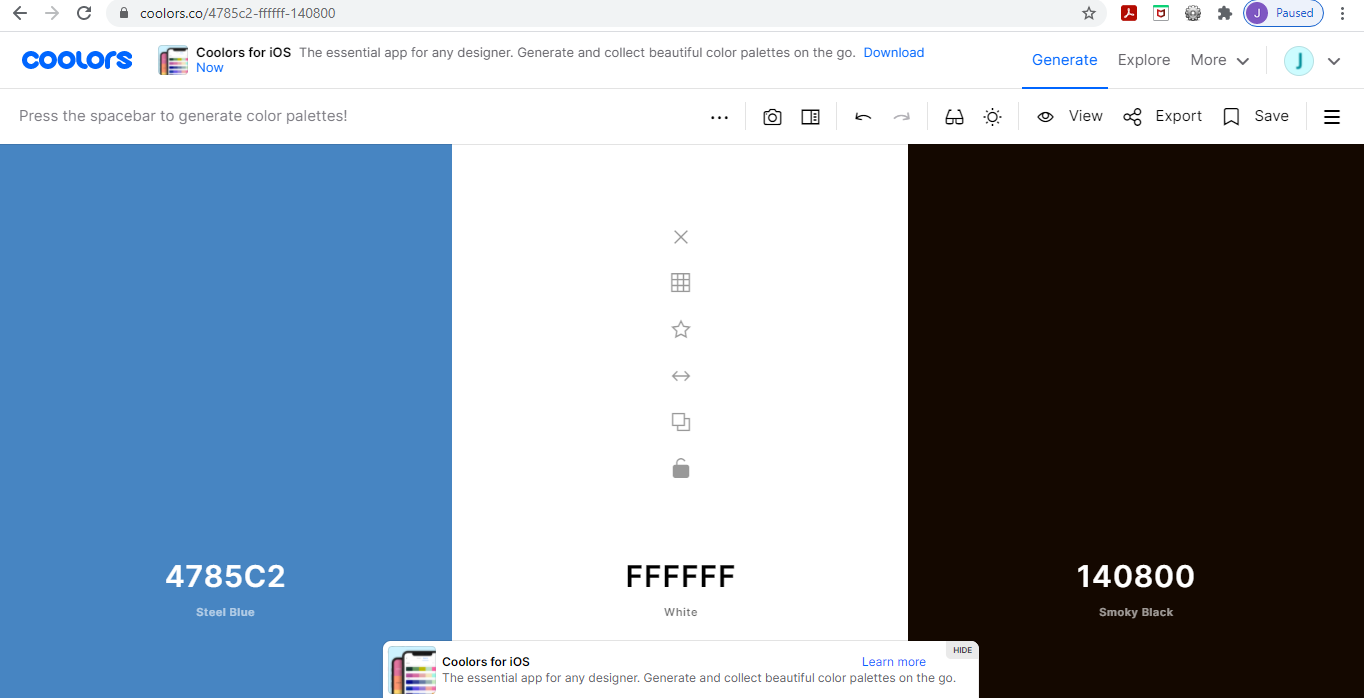 coolors.co/4785c2-ffffff-140800
J
Paused
coolors
Coolors for iOS The essential app for any designer. Generate and collect beautiful color palettes on the go. Download
Now
Generate
Explore
More
J
Press the spacebar to generate color palettes!
View
Export
Save
4785C2
Steel Blue
FFFFFF
White
140800
Smoky Black
HIDE
Coolors for iOS
Learn more
The essential app for any designer. Generate and collect beautiful color palettes on the go.